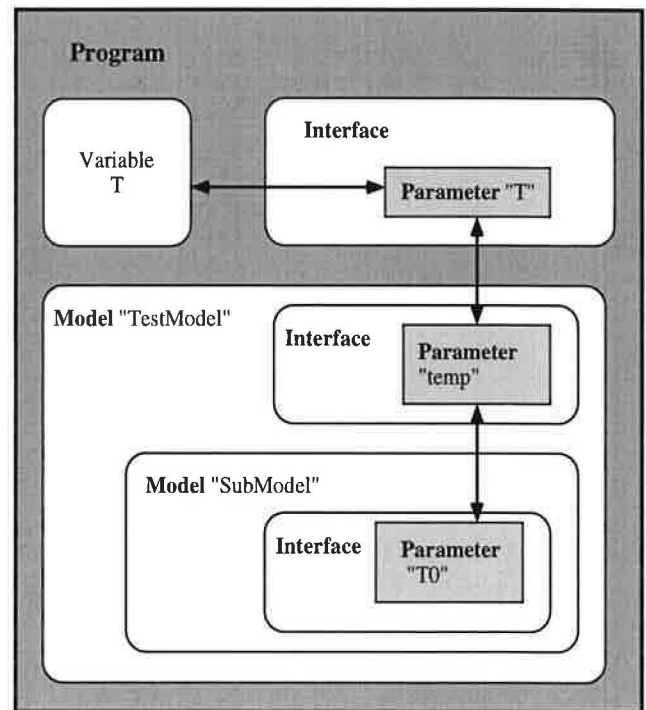 Program
Variable
T
Interface
Parameter "T"
Model "TestModel"
Interface
Parameter
"temp"
Model "SubModel"
Interface
Parameter
"T0"